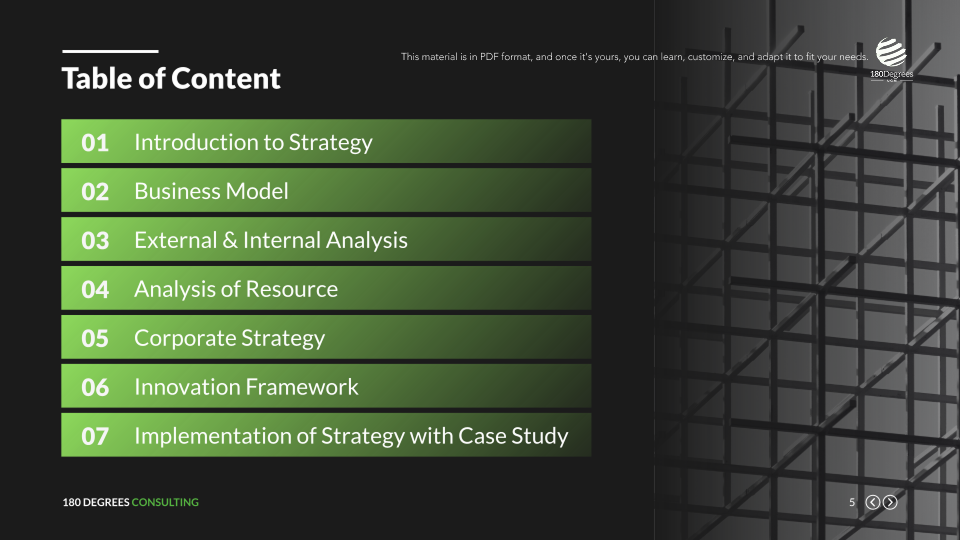 This material is in PDF format, and once it's yours, you can learn, customize, and adapt it to fit your needs.
180Degrees
Table of Content
01 Introduction to Strategy
02 Business Model
03 External & Internal Analysis
04 Analysis of Resource
05 Corporate Strategy
06 Innovation Framework
07 Implementation of Strategy with Case Study
180 DEGREES CONSULTING
5